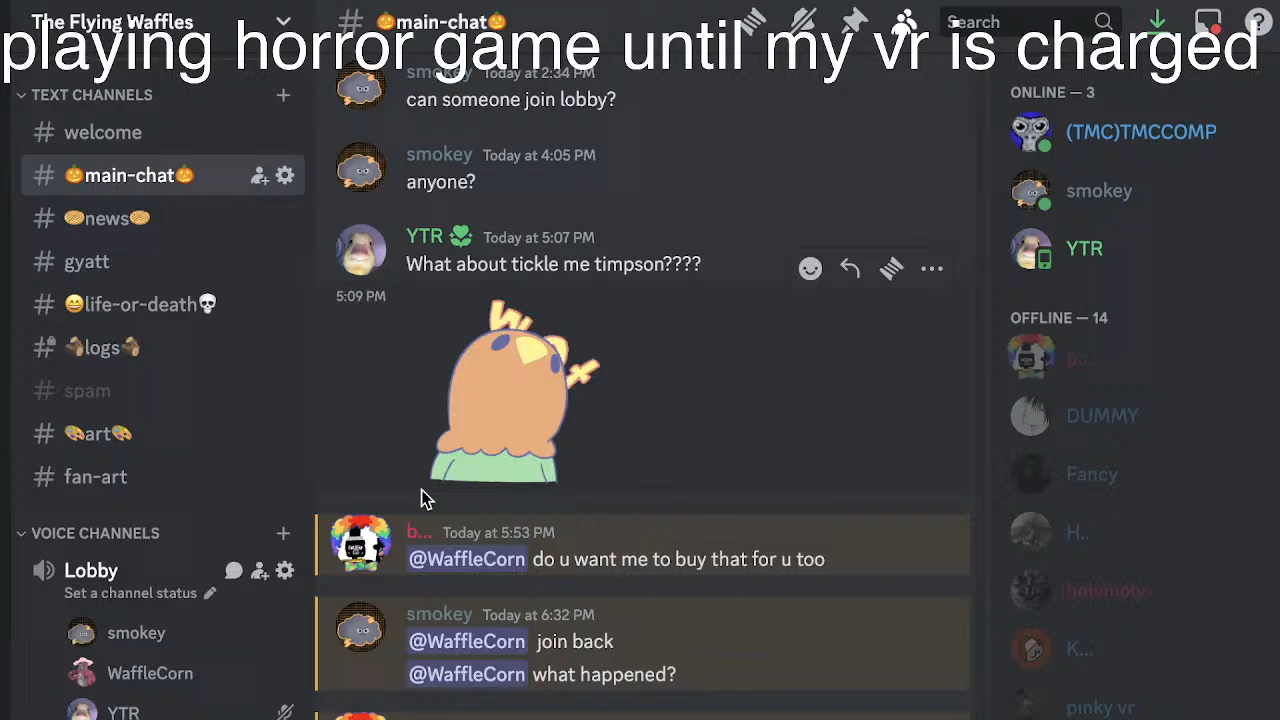 The Flying Waffles
🎃main-chat🎃
Search
playing horror game until my vr is charged
TEXT CHANNELS
welcome
🎃main-chat🎃
news
gyatt
😄life-or-death💀
🪵logs🪵
spam
🎨art🎨
fan-art
VOICE CHANNELS
Lobby
Set a channel status
smokey
WaffleCorn
YTR
smokey Today at 2:34 PM
can someone join lobby?
smokey Today at 4:05 PM
anyone?
YTR Today at 5:07 PM
What about tickle me timpson????
5:09 PM
b... Today at 5:53 PM
@WaffleCorn do u want me to buy that for u too
smokey Today at 6:32 PM
@WaffleCorn join back
@WaffleCorn what happened?
ONLINE — 3
(TMC)TMCCOMP
smokey
YTR
OFFLINE — 14
b...
DUMMY
Fancy
H..
K...
pinky vr